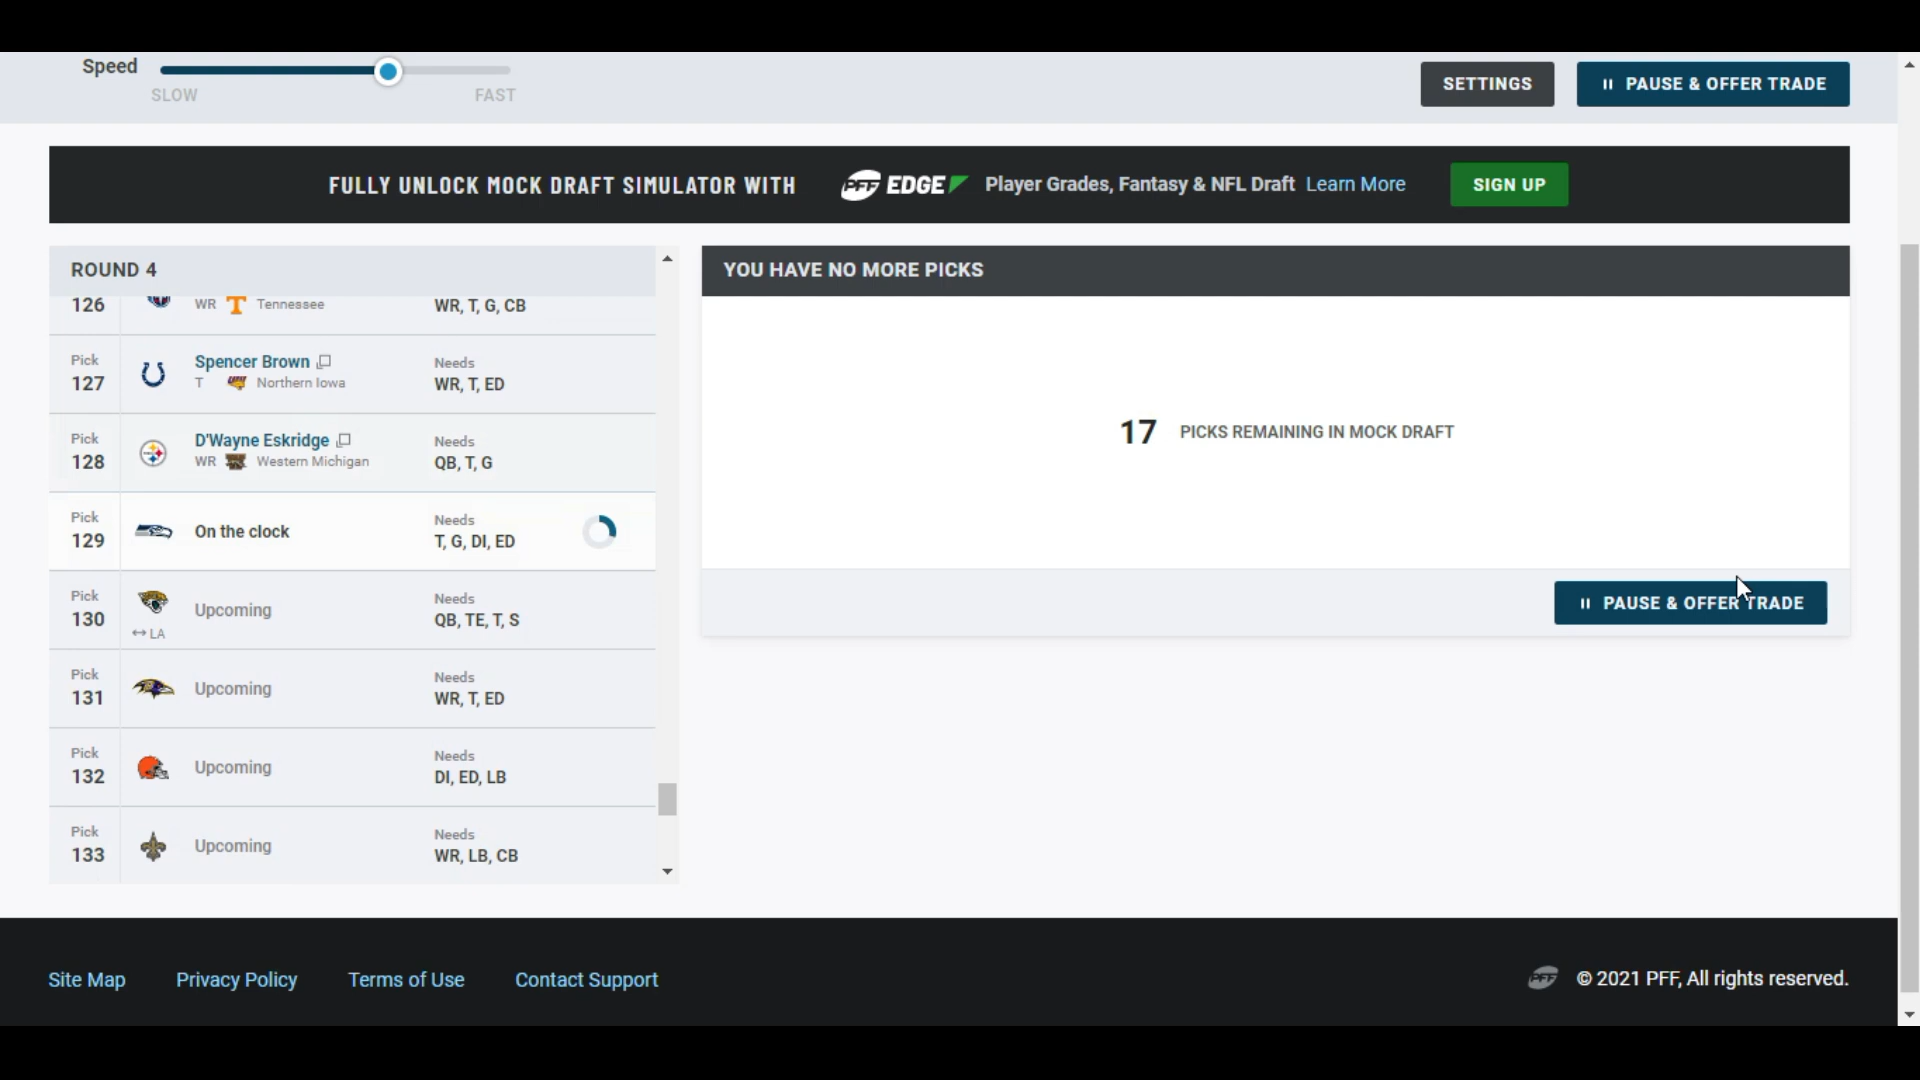 Speed
SLOW FAST
SETTINGS
PAUSE & OFFER TRADE
FULLY UNLOCK MOCK DRAFT SIMULATOR WITH PFF EDGE Player Grades, Fantasy & NFL Draft Learn More SIGN UP
ROUND 4
126 WR T Tennessee WR, T, G, CB
Pick
127
Spencer Brown
T Northern Iowa
Needs
WR, T, ED
Pick
128
D'Wayne Eskridge
WR Western Michigan
Needs
QB, T, G
Pick
129
On the clock
Needs
T, G, DI, ED
Pick
130
LA
Upcoming
Needs
QB, TE, T, S
Pick
131
Upcoming
Needs
WR, T, ED
Pick
132
Upcoming
Needs
DI, ED, LB
Pick
133
Upcoming
Needs
WR, LB, CB
YOU HAVE NO MORE PICKS
17 PICKS REMAINING IN MOCK DRAFT
PAUSE & OFFER TRADE
Site Map Privacy Policy Terms of Use Contact Support
PFF © 2021 PFF, All rights reserved.